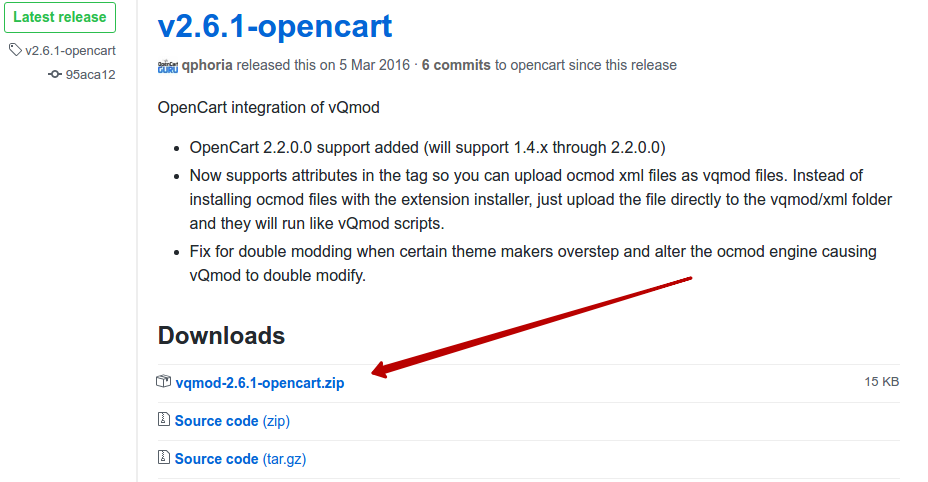 Latest release
v2.6.1-opencart
95aca12
v2.6.1-opencart
OpenCart GURU qphoria released this on 5 Mar 2016 · 6 commits to opencart since this release
OpenCart integration of vQmod
• OpenCart 2.2.0.0 support added (will support 1.4.x through 2.2.0.0)
• Now supports attributes in the tag so you can upload ocmod xml files as vqmod files. Instead of
installing ocmod files with the extension installer, just upload the file directly to the vqmod/xml folder
and they will run like vQmod scripts.
• Fix for double modding when certain theme makers overstep and alter the ocmod engine causing
vQmod to double modify.
Downloads
vqmod-2.6.1-opencart.zip 15 KB
Source code (zip)
Source code (tar.gz)